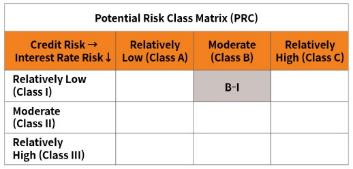 Potential Risk Class Matrix (PRC)
Credit Risk → Relatively Moderate Relatively
Interest Rate Risk ↓ Low (Class A) (Class B) High (Class C)
Relatively Low
(Class I) B-I
Moderate
(Class II)
Relatively
High (Class III)